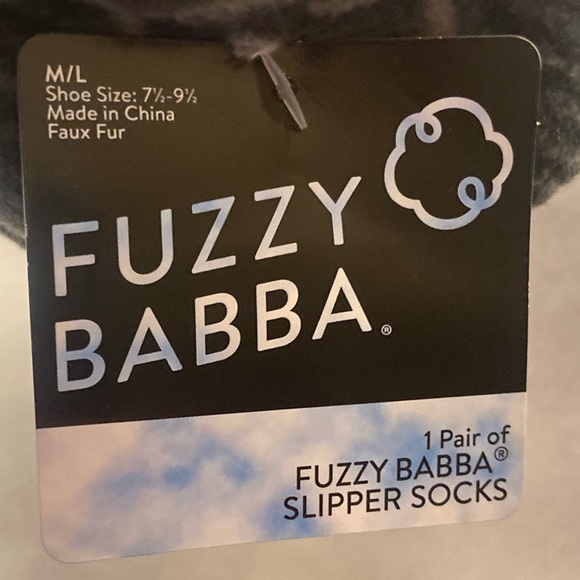 M/L
Shoe Size: 7½-9½
Made in China
Faux Fur
FUZZY
BABBA®
1 Pair of
FUZZY BABBA®
SLIPPER SOCKS